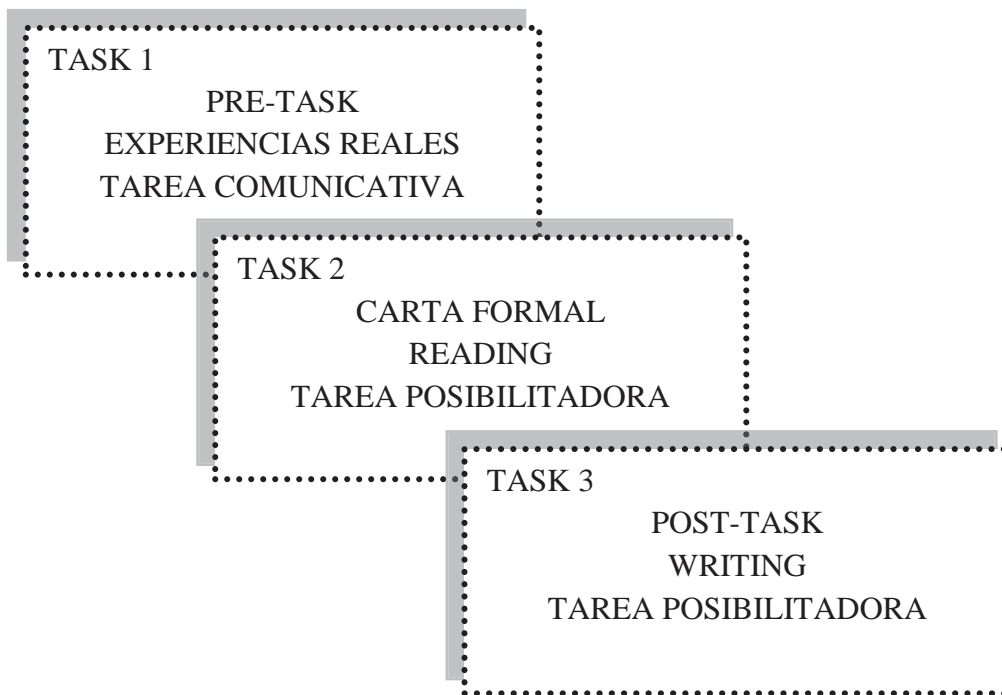 TASK 1
PRE-TASK
EXPERIENCIAS REALES
TAREA COMUNICATIVA
TASK 2
CARTA FORMAL
READING
TAREA POSIBILITADORA
TASK 3
POST-TASK
WRITING
TAREA POSIBILITADORA